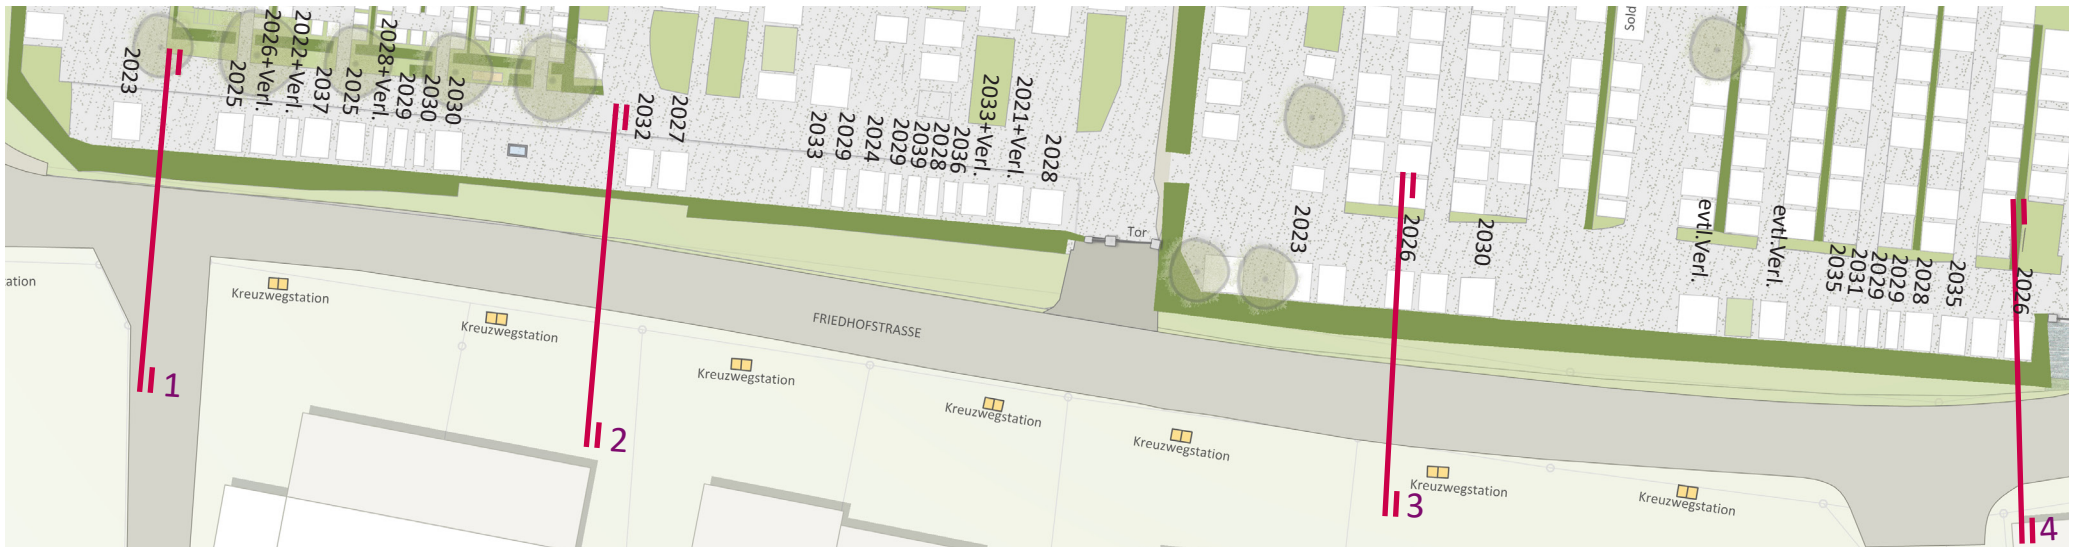 2023
2025
2026+Verl.
2022+Verl.
2037
2025
2028+Verl.
2029
2030
2030
2032
2027
2033
2029
2024
2029
2039
2028
2036
2033+Verl.
2021+Verl.
2028
Tor
2023
2026
2030
evtl.Verl.
evtl.Verl.
2035
2031
2029
2029
2028
2035
2026
ation
Kreuzwegstation
Kreuzwegstation
Kreuzwegstation
Kreuzwegstation
Kreuzwegstation
Kreuzwegstation
Kreuzwegstation
FRIEDHOFSTRASSE
1
2
3
4